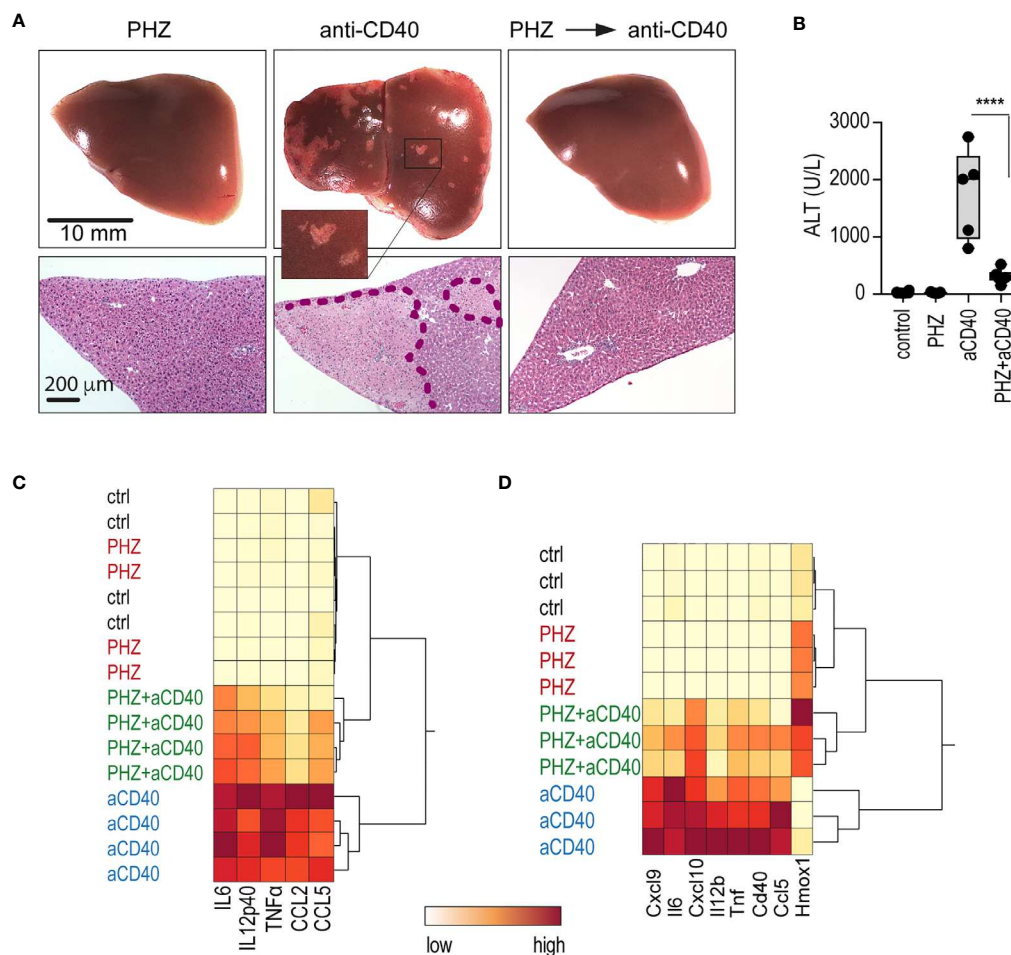 A
PHZ
anti-CD40
PHZ → anti-CD40
10 mm
200 μm
B
****
3000
2000
1000
0
ALT (U/L)
control
PHZ
aCD40
PHZ+aCD40
C
ctrl
ctrl
PHZ
PHZ
ctrl
ctrl
PHZ
PHZ
PHZ+aCD40
PHZ+aCD40
PHZ+aCD40
PHZ+aCD40
aCD40
aCD40
aCD40
aCD40
IL6
IL12p40
TNFα
CCL2
CCL5
D
ctrl
ctrl
ctrl
PHZ
PHZ
PHZ
PHZ+aCD40
PHZ+aCD40
PHZ+aCD40
aCD40
aCD40
aCD40
Cxcl9
Il6
Cxcl10
Il12b
Tnf
Cd40
Ccl5
Hmox1
low
high